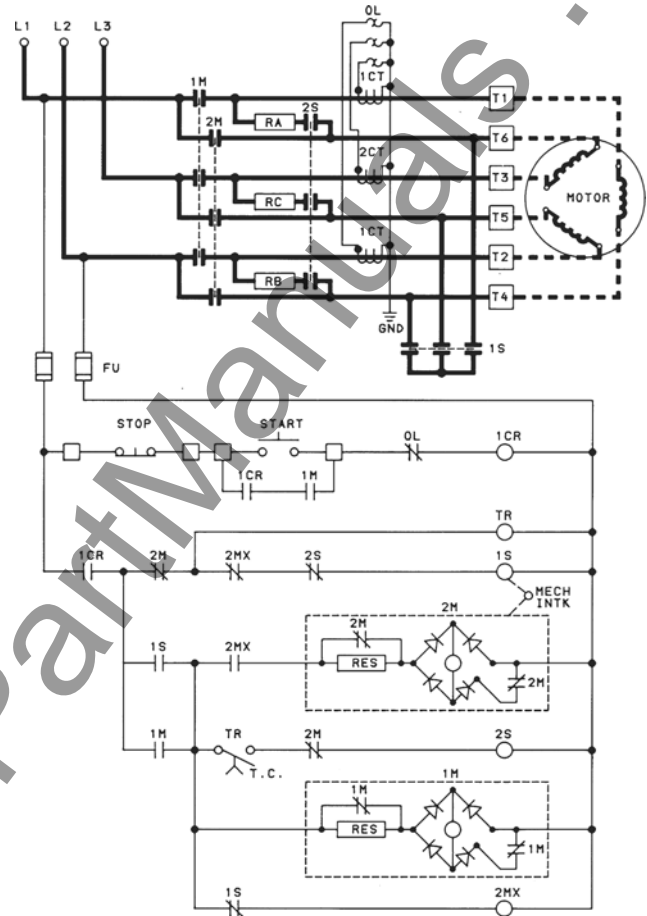 L1 L2 L3
OL
1M
1CT
T1
RA
2S
2M
T6
2CT
T3
RC
T5
MOTOR
1CT
T2
RB
T4
GND
1S
FU
STOP
START
OL
1CR
1CR
1M
TR
1CR
2M
2MX
2S
1S
MECH
INTK
2M
1S
2MX
2M
RES
2M
1M
TR
2M
2S
T.C.
1M
1M
RES
1M
1S
2MX
PartManuals.